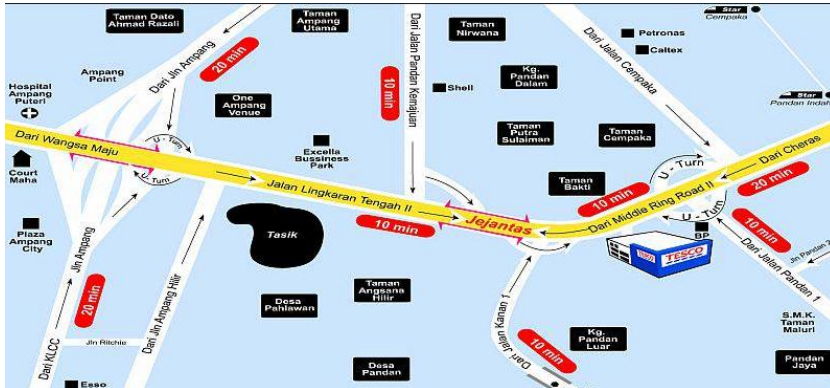 Taman Dato
Ahmad Razali
Taman
Ampang
Utama
Dari Jalan Pandan Kemajuan
Taman
Nirwana
Petronas
Caltex
Star
Cempaka
Ampang
Point
Dari Jln Ampang
20 min
10 min
Dari Jalan Cempaka
Kg.
Pandan
Dalam
Shell
Hospital
Ampang
Puteri
One
Ampang
Venue
Star
Pandan Indah
Taman
Putra
Sulaiman
Taman
Cempaka
Dari Wangsa Maju
U - Turn
Excella
Bussiness
Park
Dari Cheras
Court
Maha
U. Turn
Taman
Bakti
U - Turn
20 min
Jalan Lingkaran Tengah II
10 min
Dari Middle Ring Road II
U - Turn
10 min
Jejantas
10 min
BP
Plaza
Ampang
City
Jln Ampang
Tasik
TESCO
TESCO
Jln Pandan 2
Dari Jalan Pandan 1
20 min
Dari Jln Ampang Hilir
Taman
Angsana
Hilir
Desa
Pahlawan
Dari Jalan Kanan 1
S.M.K.
Taman
Maluri
Kg.
Pandan
Luar
10 min
Dari KLCC
Jln Ritchie
Desa
Pandan
Pandan
Jaya
Esso